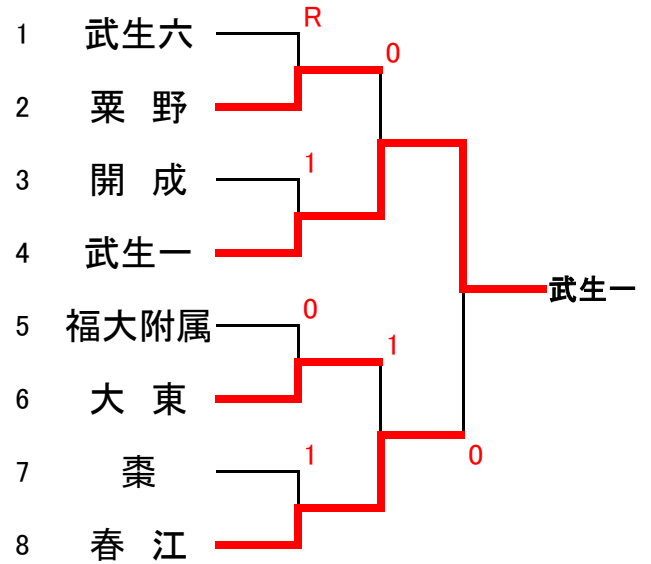 1 武生六 R
0
2 粟 野
3 開 成 1
4 武生一
武生一
5 福大附属 0
1
6 大 東
7 棗 1
0
8 春 江